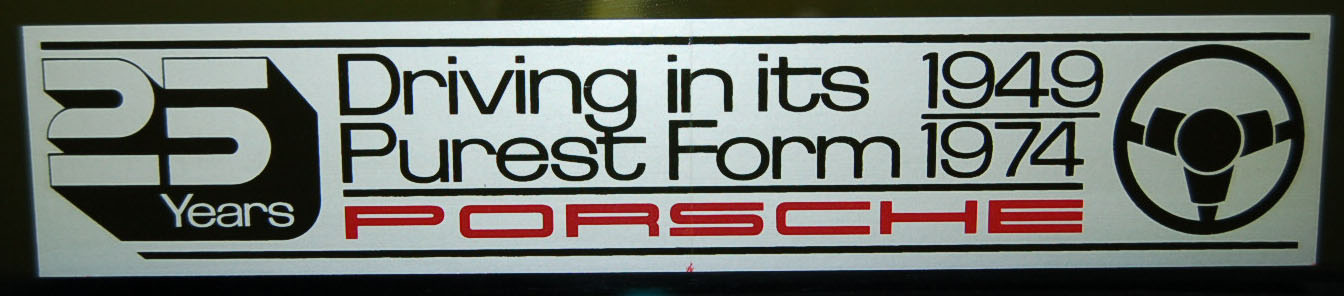 25
Years
Driving in its
Purest Form
1949
1974
PORSCHE